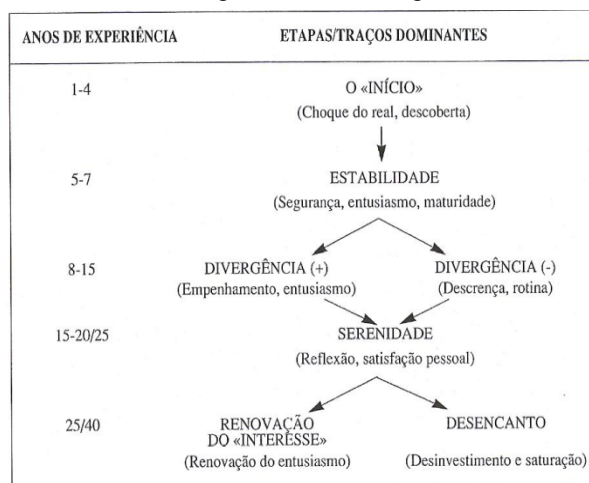 ANOS DE EXPERIÊNCIA ETAPAS/TRAÇOS DOMINANTES
1-4 O «INÍCIO»
(Choque do real, descoberta)
5-7 ESTABILIDADE
(Segurança, entusiasmo, maturidade)
8-15 DIVERGÊNCIA (+) DIVERGÊNCIA (-)
(Empenhamento, entusiasmo) (Descrença, rotina)
15-20/25 SERENIDADE
(Reflexão, satisfação pessoal)
25/40 RENOVAÇÃO DESENCANTO
DO «INTERESSE»
(Renovação do entusiasmo) (Desinvestimento e saturação)